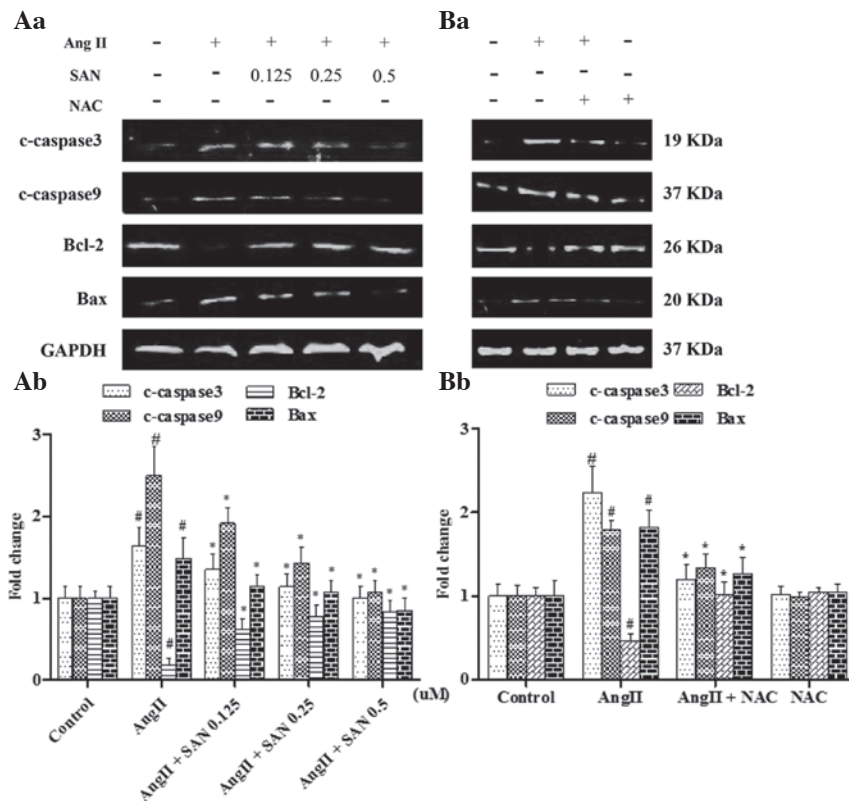 Aa
Ang II - + + + +
SAN - - 0.125 0.25 0.5
NAC - - - - -
c-caspase3
c-caspase9
Bcl-2
Bax
GAPDH
Ba
- + + -
- - - -
- - + +
19 KDa
37 KDa
26 KDa
20 KDa
37 KDa
Ab
c-caspase3 Bcl-2
c-caspase9 Bax
Fold change
3
2
1
0
# # # #
* * * *
* * * *
* * * *
Control
AngII
AngII + SAN 0.125
AngII + SAN 0.25
AngII + SAN 0.5
(uM)
Bb
c-caspase3 Bcl-2
c-caspase9 Bax
Fold change
3
2
1
0
# # # #
* * * *
Control AngII AngII + NAC NAC